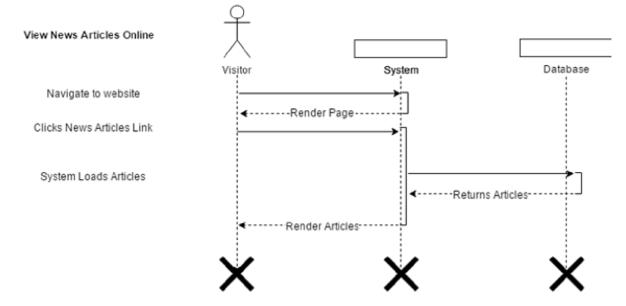 View News Articles Online
Visitor
System
Database
Navigate to website
Render Page
Clicks News Articles Link
System Loads Articles
Returns Articles
Render Articles